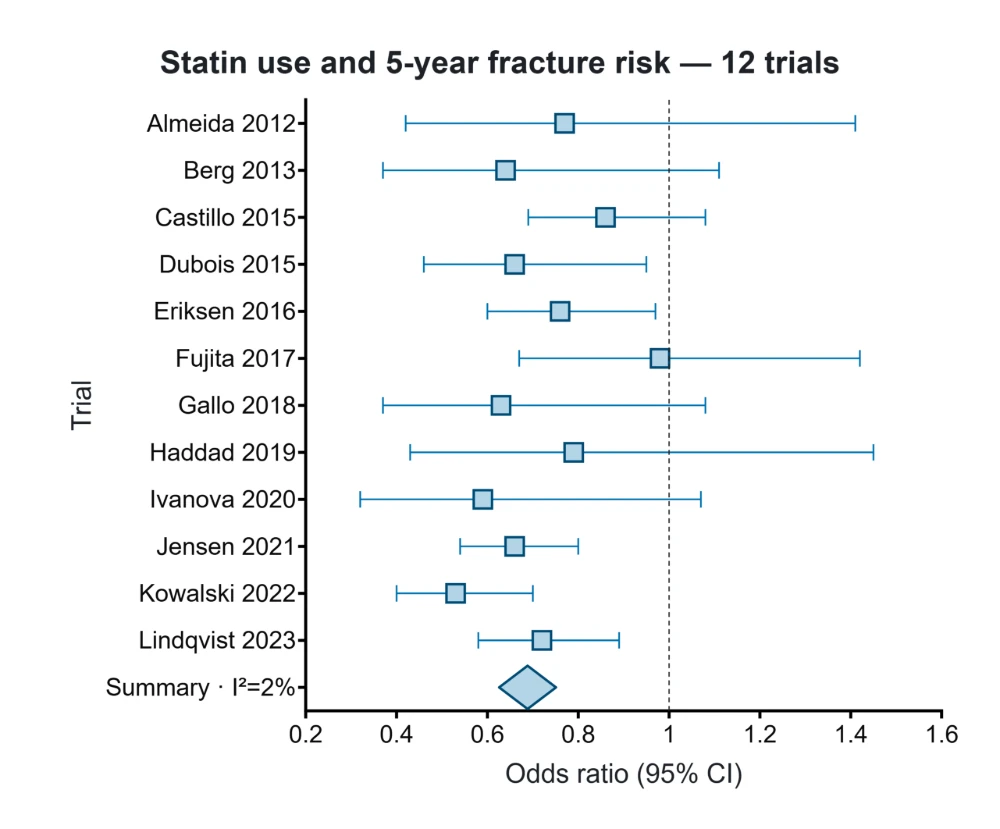 Statin use and 5-year fracture risk — 12 trials
Trial
Almeida 2012
Berg 2013
Castillo 2015
Dubois 2015
Eriksen 2016
Fujita 2017
Gallo 2018
Haddad 2019
Ivanova 2020
Jensen 2021
Kowalski 2022
Lindqvist 2023
Summary · I²=2%
0.2 0.4 0.6 0.8 1 1.2 1.4 1.6
Odds ratio (95% CI)